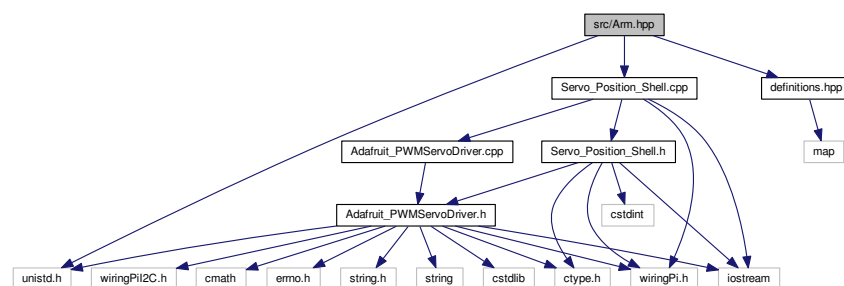 src/Arm.hpp
Servo_Position_Shell.cpp
definitions.hpp
Adafruit_PWMServoDriver.cpp
Servo_Position_Shell.h
map
Adafruit_PWMServoDriver.h
cstdint
unistd.h
wiringPiI2C.h
cmath
errno.h
string.h
string
cstdlib
ctype.h
wiringPi.h
iostream